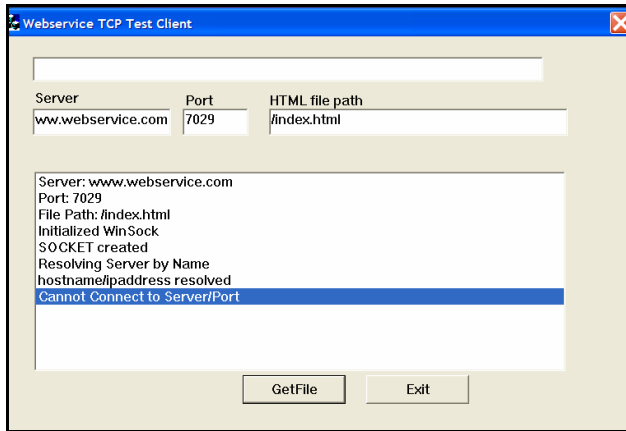 Webservice TCP Test Client
Server Port HTML file path
ww.webservice.com 7029 /index.html
Server: www.webservice.com
Port: 7029
File Path: /index.html
Initialized WinSock
SOCKET created
Resolving Server by Name
hostname/ipaddress resolved
Cannot Connect to Server/Port
GetFile Exit